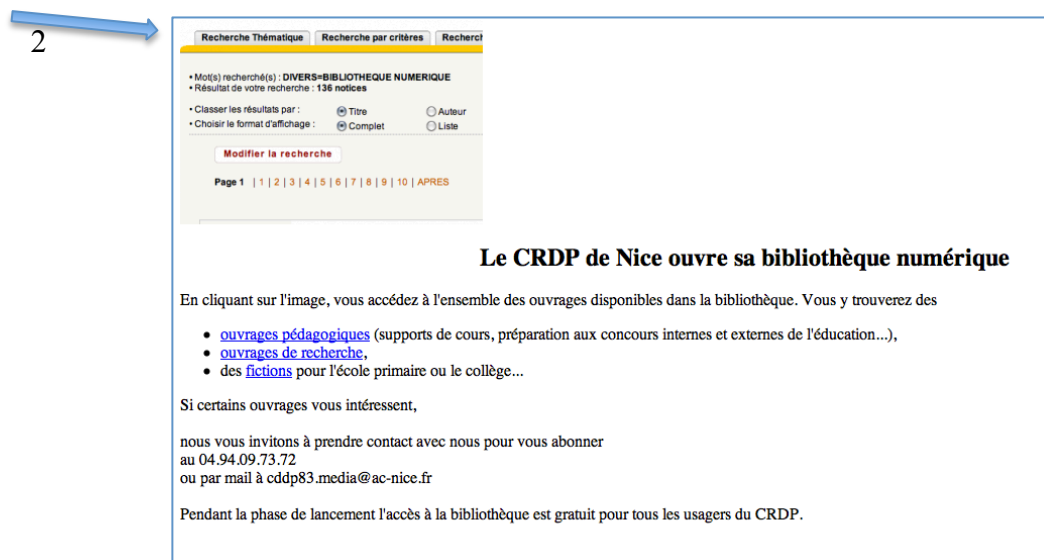 2
Recherche Thématique Recherche par critères Recherch
• Mot(s) recherché(s) : DIVERS=BIBLIOTHEQUE NUMERIQUE
• Résultat de votre recherche : 136 notices
• Classer les résultats par : Titre Auteur
• Choisir le format d'affichage : Complet Liste
Modifier la recherche
Page 1 | 1 | 2 | 3 | 4 | 5 | 6 | 7 | 8 | 9 | 10 | APRES
Le CRDP de Nice ouvre sa bibliothèque numérique
En cliquant sur l'image, vous accédez à l'ensemble des ouvrages disponibles dans la bibliothèque. Vous y trouverez des
• ouvrages pédagogiques (supports de cours, préparation aux concours internes et externes de l'éducation...),
• ouvrages de recherche,
• des fictions pour l'école primaire ou le collège...
Si certains ouvrages vous intéressent,
nous vous invitons à prendre contact avec nous pour vous abonner
au 04.94.09.73.72
ou par mail à cddp83.media@ac-nice.fr
Pendant la phase de lancement l'accès à la bibliothèque est gratuit pour tous les usagers du CRDP.